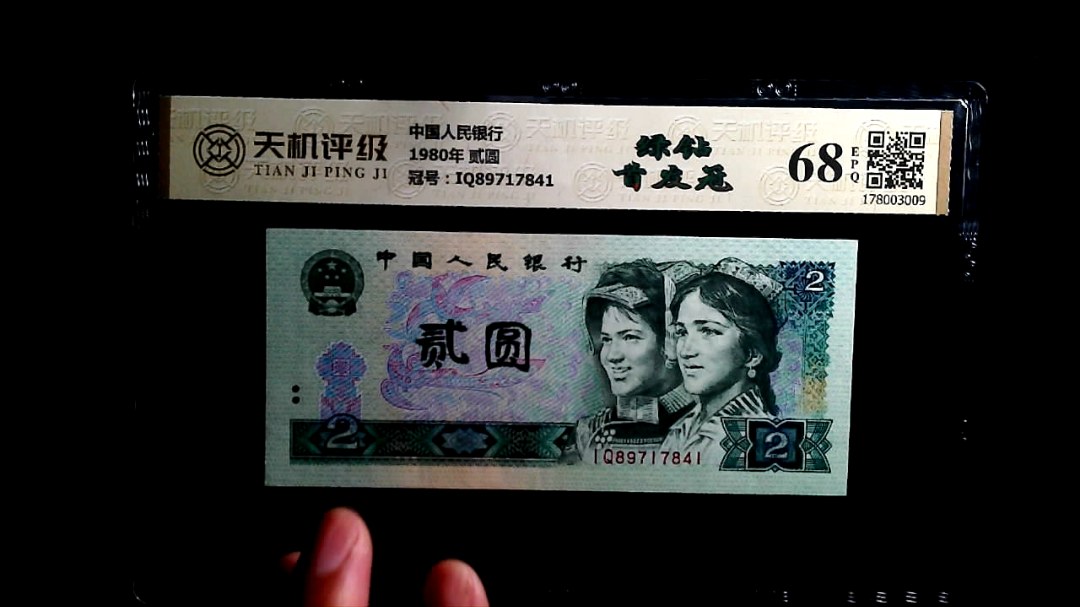 天机评级
TIAN JI PING JI
中国人民银行
1980年 贰圆
冠号：IQ89717841
绿钻
首发冠
68
EPQ
178003009
中国人民银行
2
贰圆
2
IQ89717841
2